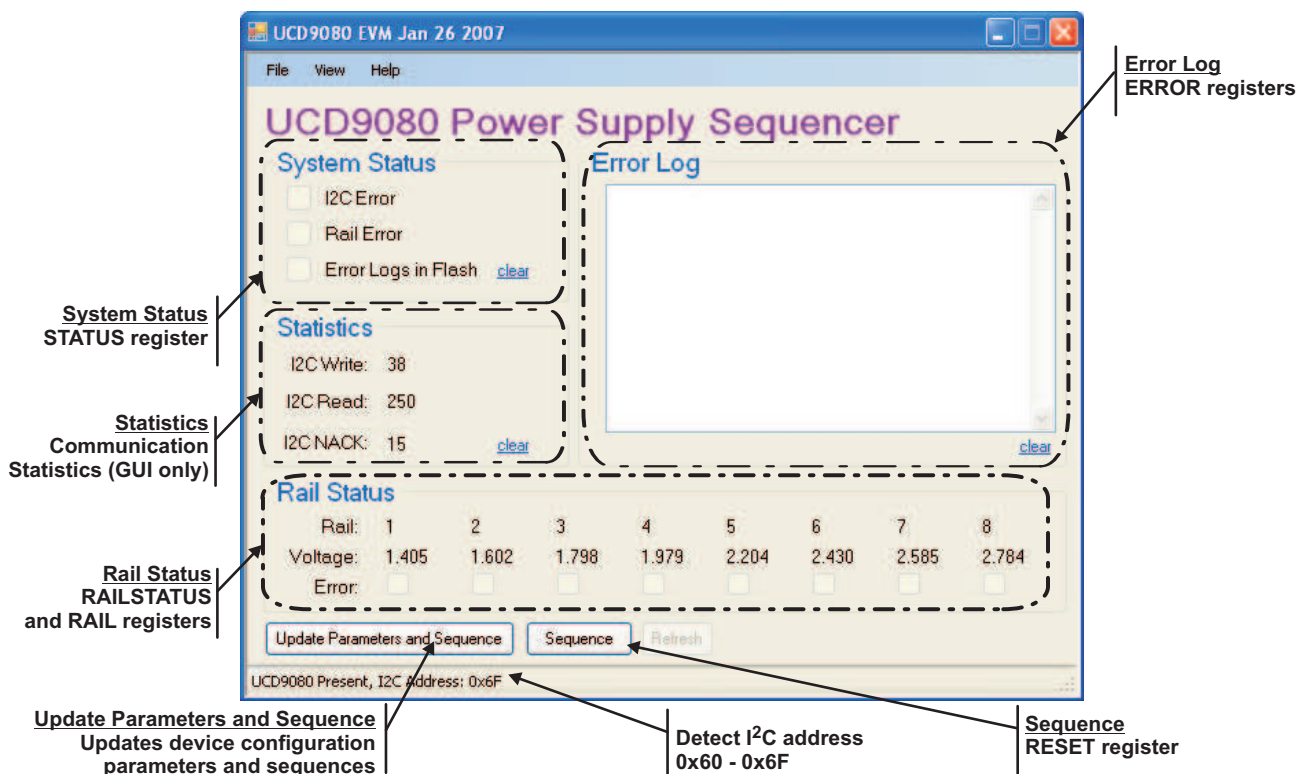 UCD9080 EVM Jan 26 2007
File View Help
UCD9080 Power Supply Sequencer
System Status
I2C Error
Rail Error
Error Logs in Flash clear
Error Log
clear
Statistics
I2C Write: 38
I2C Read: 250
I2C NACK: 15 clear
Rail Status
Rail: 1 2 3 4 5 6 7 8
Voltage: 1.405 1.602 1.798 1.979 2.204 2.430 2.585 2.784
Error:
Update Parameters and Sequence Sequence Refresh
UCD9080 Present, I2C Address: 0x6F
Error Log
ERROR registers
System Status
STATUS register
Statistics
Communication
Statistics (GUI only)
Rail Status
RAILSTATUS
and RAIL registers
Update Parameters and Sequence
Updates device configuration
parameters and sequences
Detect I²C address
0x60 - 0x6F
Sequence
RESET register